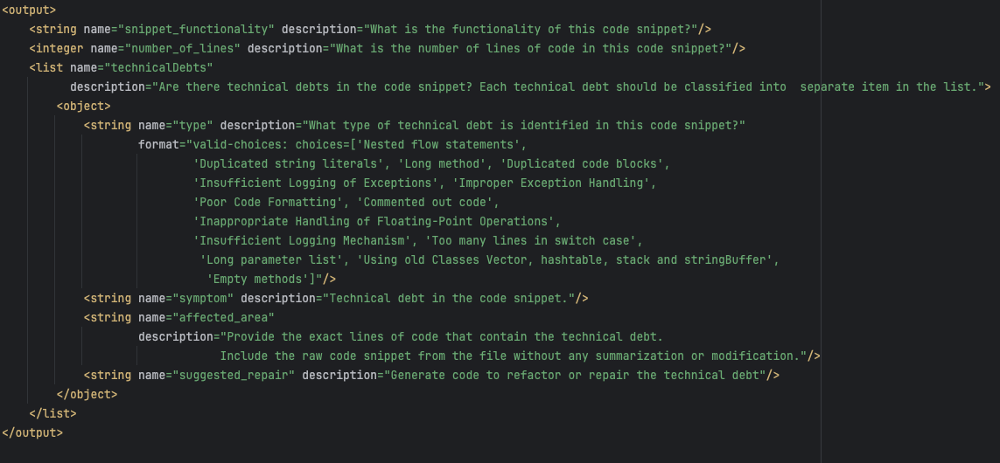 <output>
<string name="snippet_functionality" description="What is the functionality of this code snippet?"/>
<integer name="number_of_lines" description="What is the number of lines of code in this code snippet?"/>
<list name="technicalDebts"
description="Are there technical debts in the code snippet? Each technical debt should be classified into  separate item in the list.">
<object>
<string name="type" description="What type of technical debt is identified in this code snippet?"
format="valid-choices: choices=['Nested flow statements',
'Duplicated string literals', 'Long method', 'Duplicated code blocks',
'Insufficient Logging of Exceptions', 'Improper Exception Handling',
'Poor Code Formatting', 'Commented out code',
'Inappropriate Handling of Floating-Point Operations',
'Insufficient Logging Mechanism', 'Too many lines in switch case',
'Long parameter list', 'Using old Classes Vector, hashtable, stack and stringBuffer',
'Empty methods']"/>
<string name="symptom" description="Technical debt in the code snippet."/>
<string name="affected_area"
description="Provide the exact lines of code that contain the technical debt.
Include the raw code snippet from the file without any summarization or modification."/>
<string name="suggested_repair" description="Generate code to refactor or repair the technical debt"/>
</object>
</list>
</output>